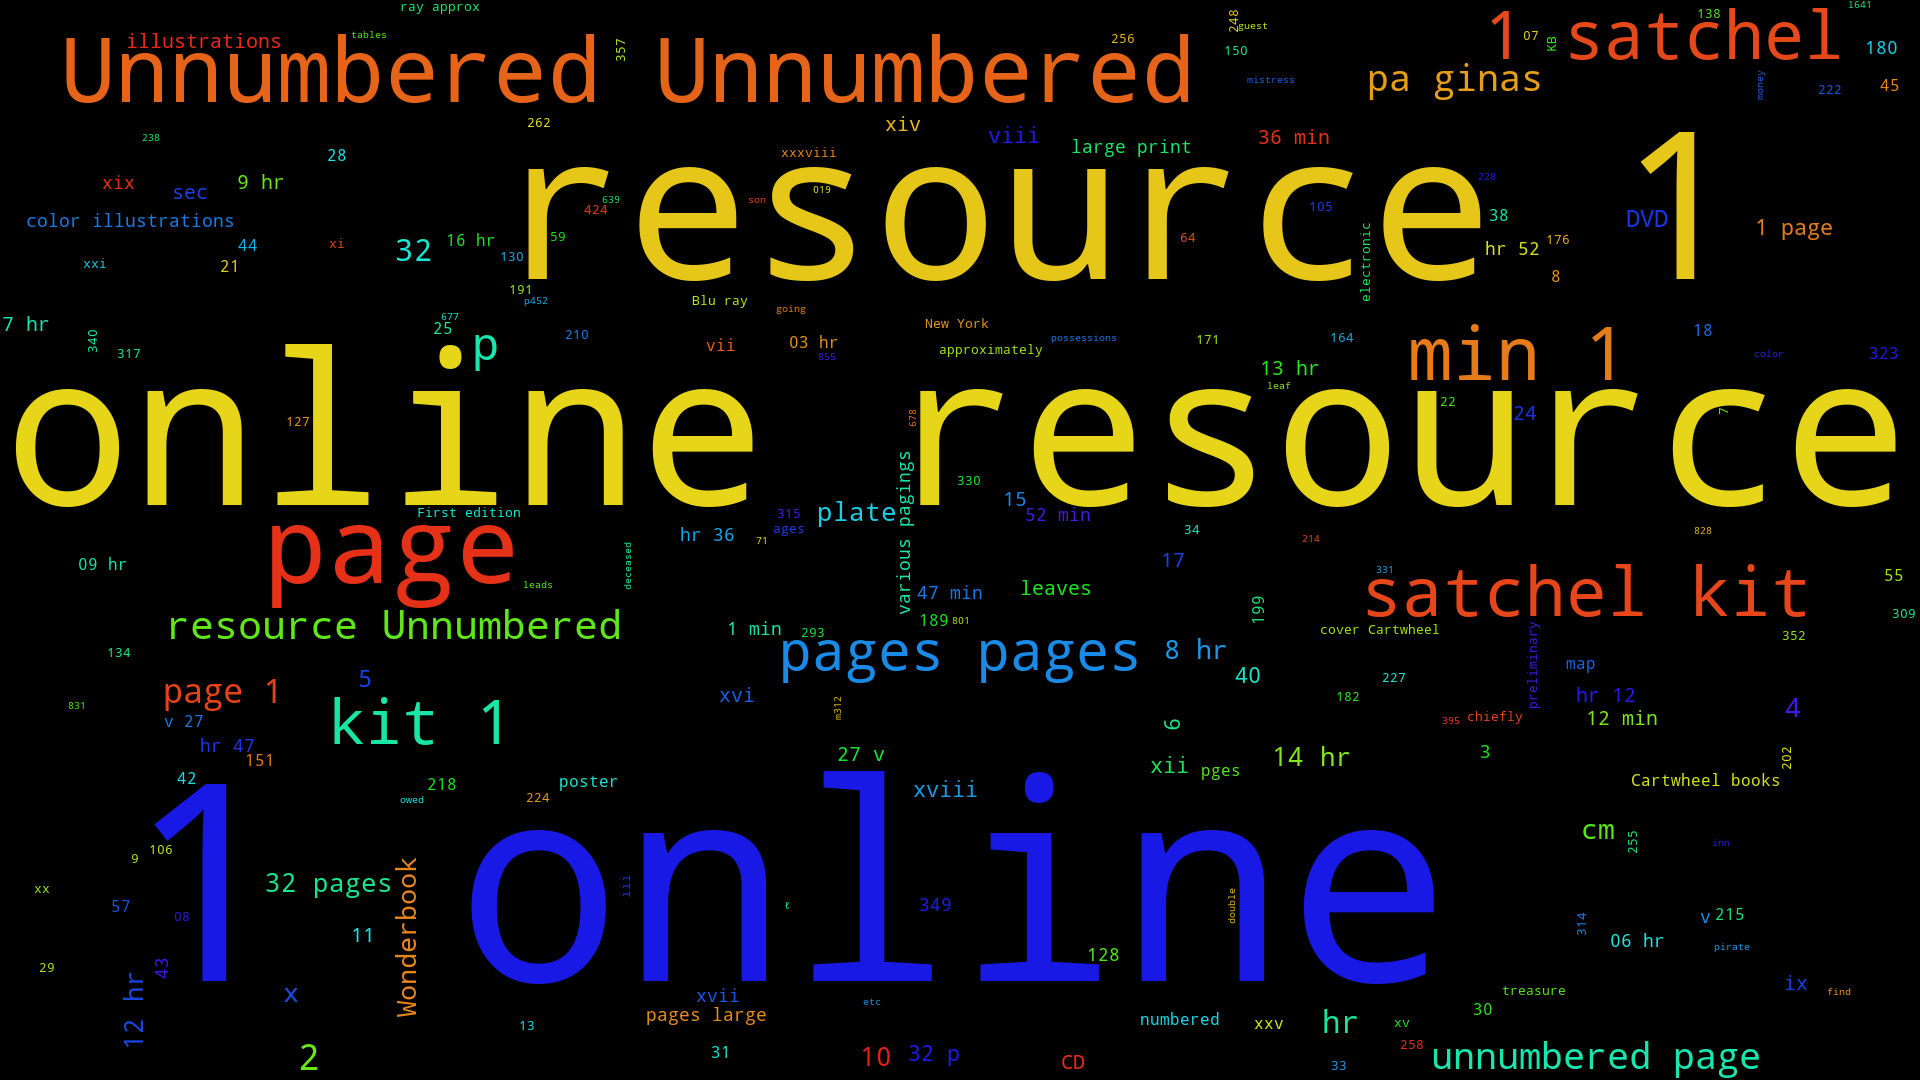 ray approx
1641
248
guest
138
illustrations
tables
Unnumbered Unnumbered
357
256
150
1 07 KB satchel
180
mistress
pa ginas
money
222
45
262
xiv
viii
36 min
238
28
xxxviii
large print
xix
sec
9 hr
resource 1
639
424
son
019
228
105
38
DVD
1 page
color illustrations
44
xi
32
16 hr
59
64
hr 52
176
xxi
21
130
electronic
8
191
p452
Blu ray
going
7 hr
340
317
677
25
p
210
vii
03 hr
855
New York
approximately
possessions
171
164
min 1
18
color
323
13 hr
leaf
22
24
7
online resource
127
678
various pagings
330
15
First edition
plate
315
ages
52 min
34
214
828
page
hr 36
71
09 hr
deceased
leads
17
331
satchel kit
55
47 min
leaves
199
309
resource Unnumbered
1 min
293
189
801
cover Cartwheel
preliminary
352
134
pages pages
8 hr
40
227
map
page 1
5
xvi
m312
182
hr 12
4
831
v 27
kit 1
6
395
chiefly
12 min
hr 47
151
27 v
xii
pges
14 hr
3
202
42
218
poster
xviii
Cartwheel books
owed
224
1 online
cm
255
inn
9
106
xx
32 pages
Wonderbook
iii
ℓ
349
double
57
08
11
314
v
215
06 hr
pirate
128
29
43
12 hr
x
xvii
etc
treasure
ix
find
pages large
13
numbered
xxv
hr
xv
30
2
31
10
32 p
CD
258
33
unnumbered page